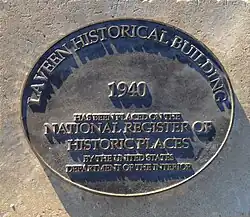 LAVEEN HISTORICAL BUILDING
1940
HAS BEEN PLACED ON THE
NATIONAL REGISTER OF
HISTORIC PLACES
BY THE UNITED STATES
DEPARTMENT OF THE INTERIOR